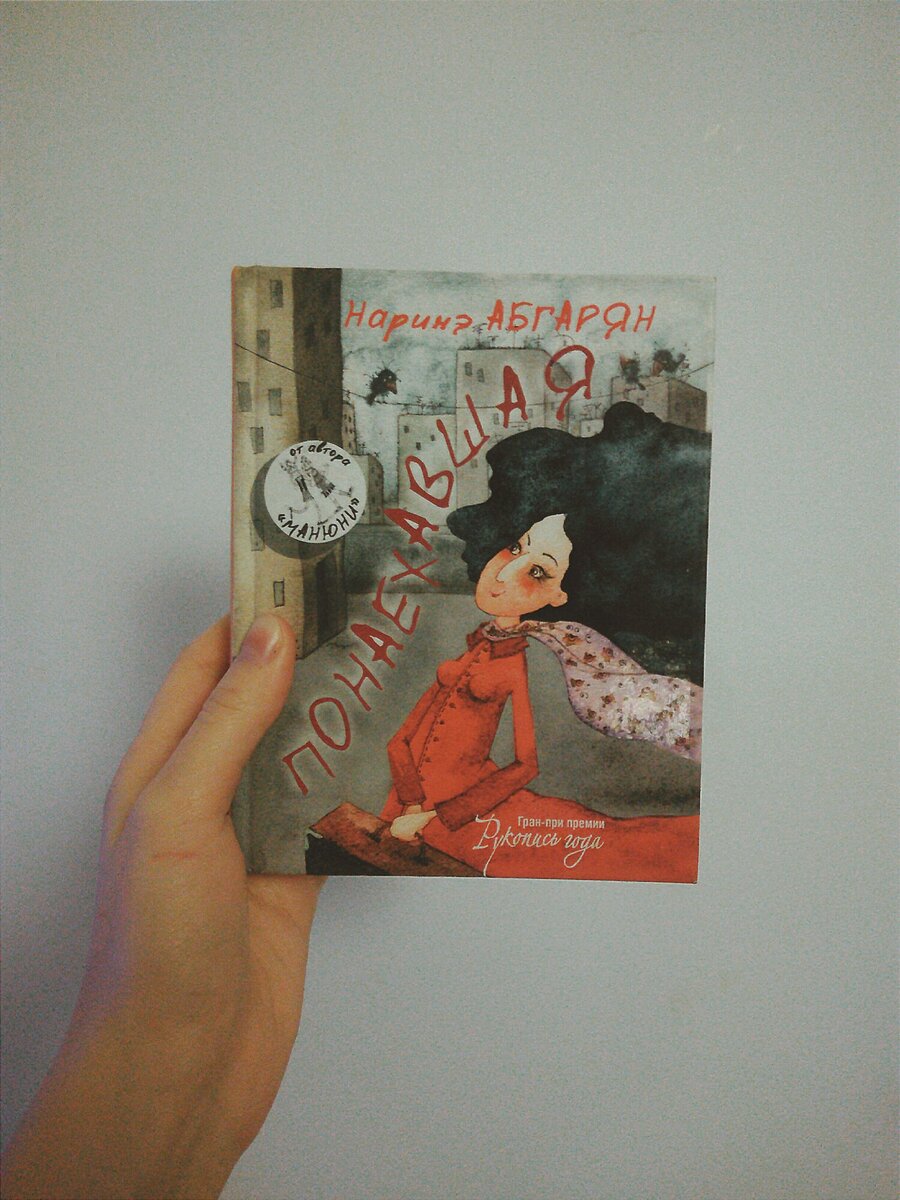 Наринэ АБГАРЯН
ПОНАЕХАВШАЯ
от автора
"МАНЮНИ"
Гран-при премии
Рукопись года